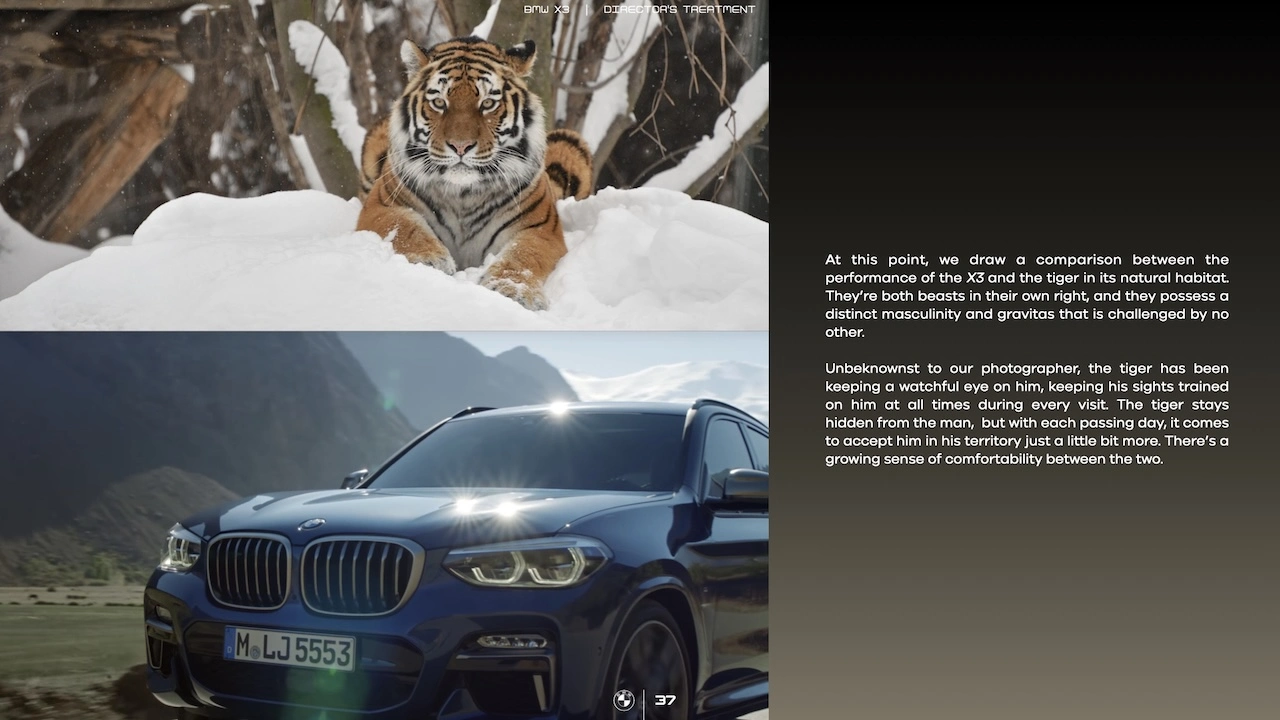 BMW X3 | DIRECTOR'S TREATMENT
At this point, we draw a comparison between the
performance of the X3 and the tiger in its natural habitat.
They're both beasts in their own right, and they possess a
distinct masculinity and gravitas that is challenged by no
other.
Unbeknownst to our photographer, the tiger has been
keeping a watchful eye on him, keeping his sights trained
on him at all times during every visit. The tiger stays
hidden from the man,  but with each passing day, it comes
to accept him in his territory just a little bit more. There's a
growing sense of comfortability between the two.
M LJ 5553
37